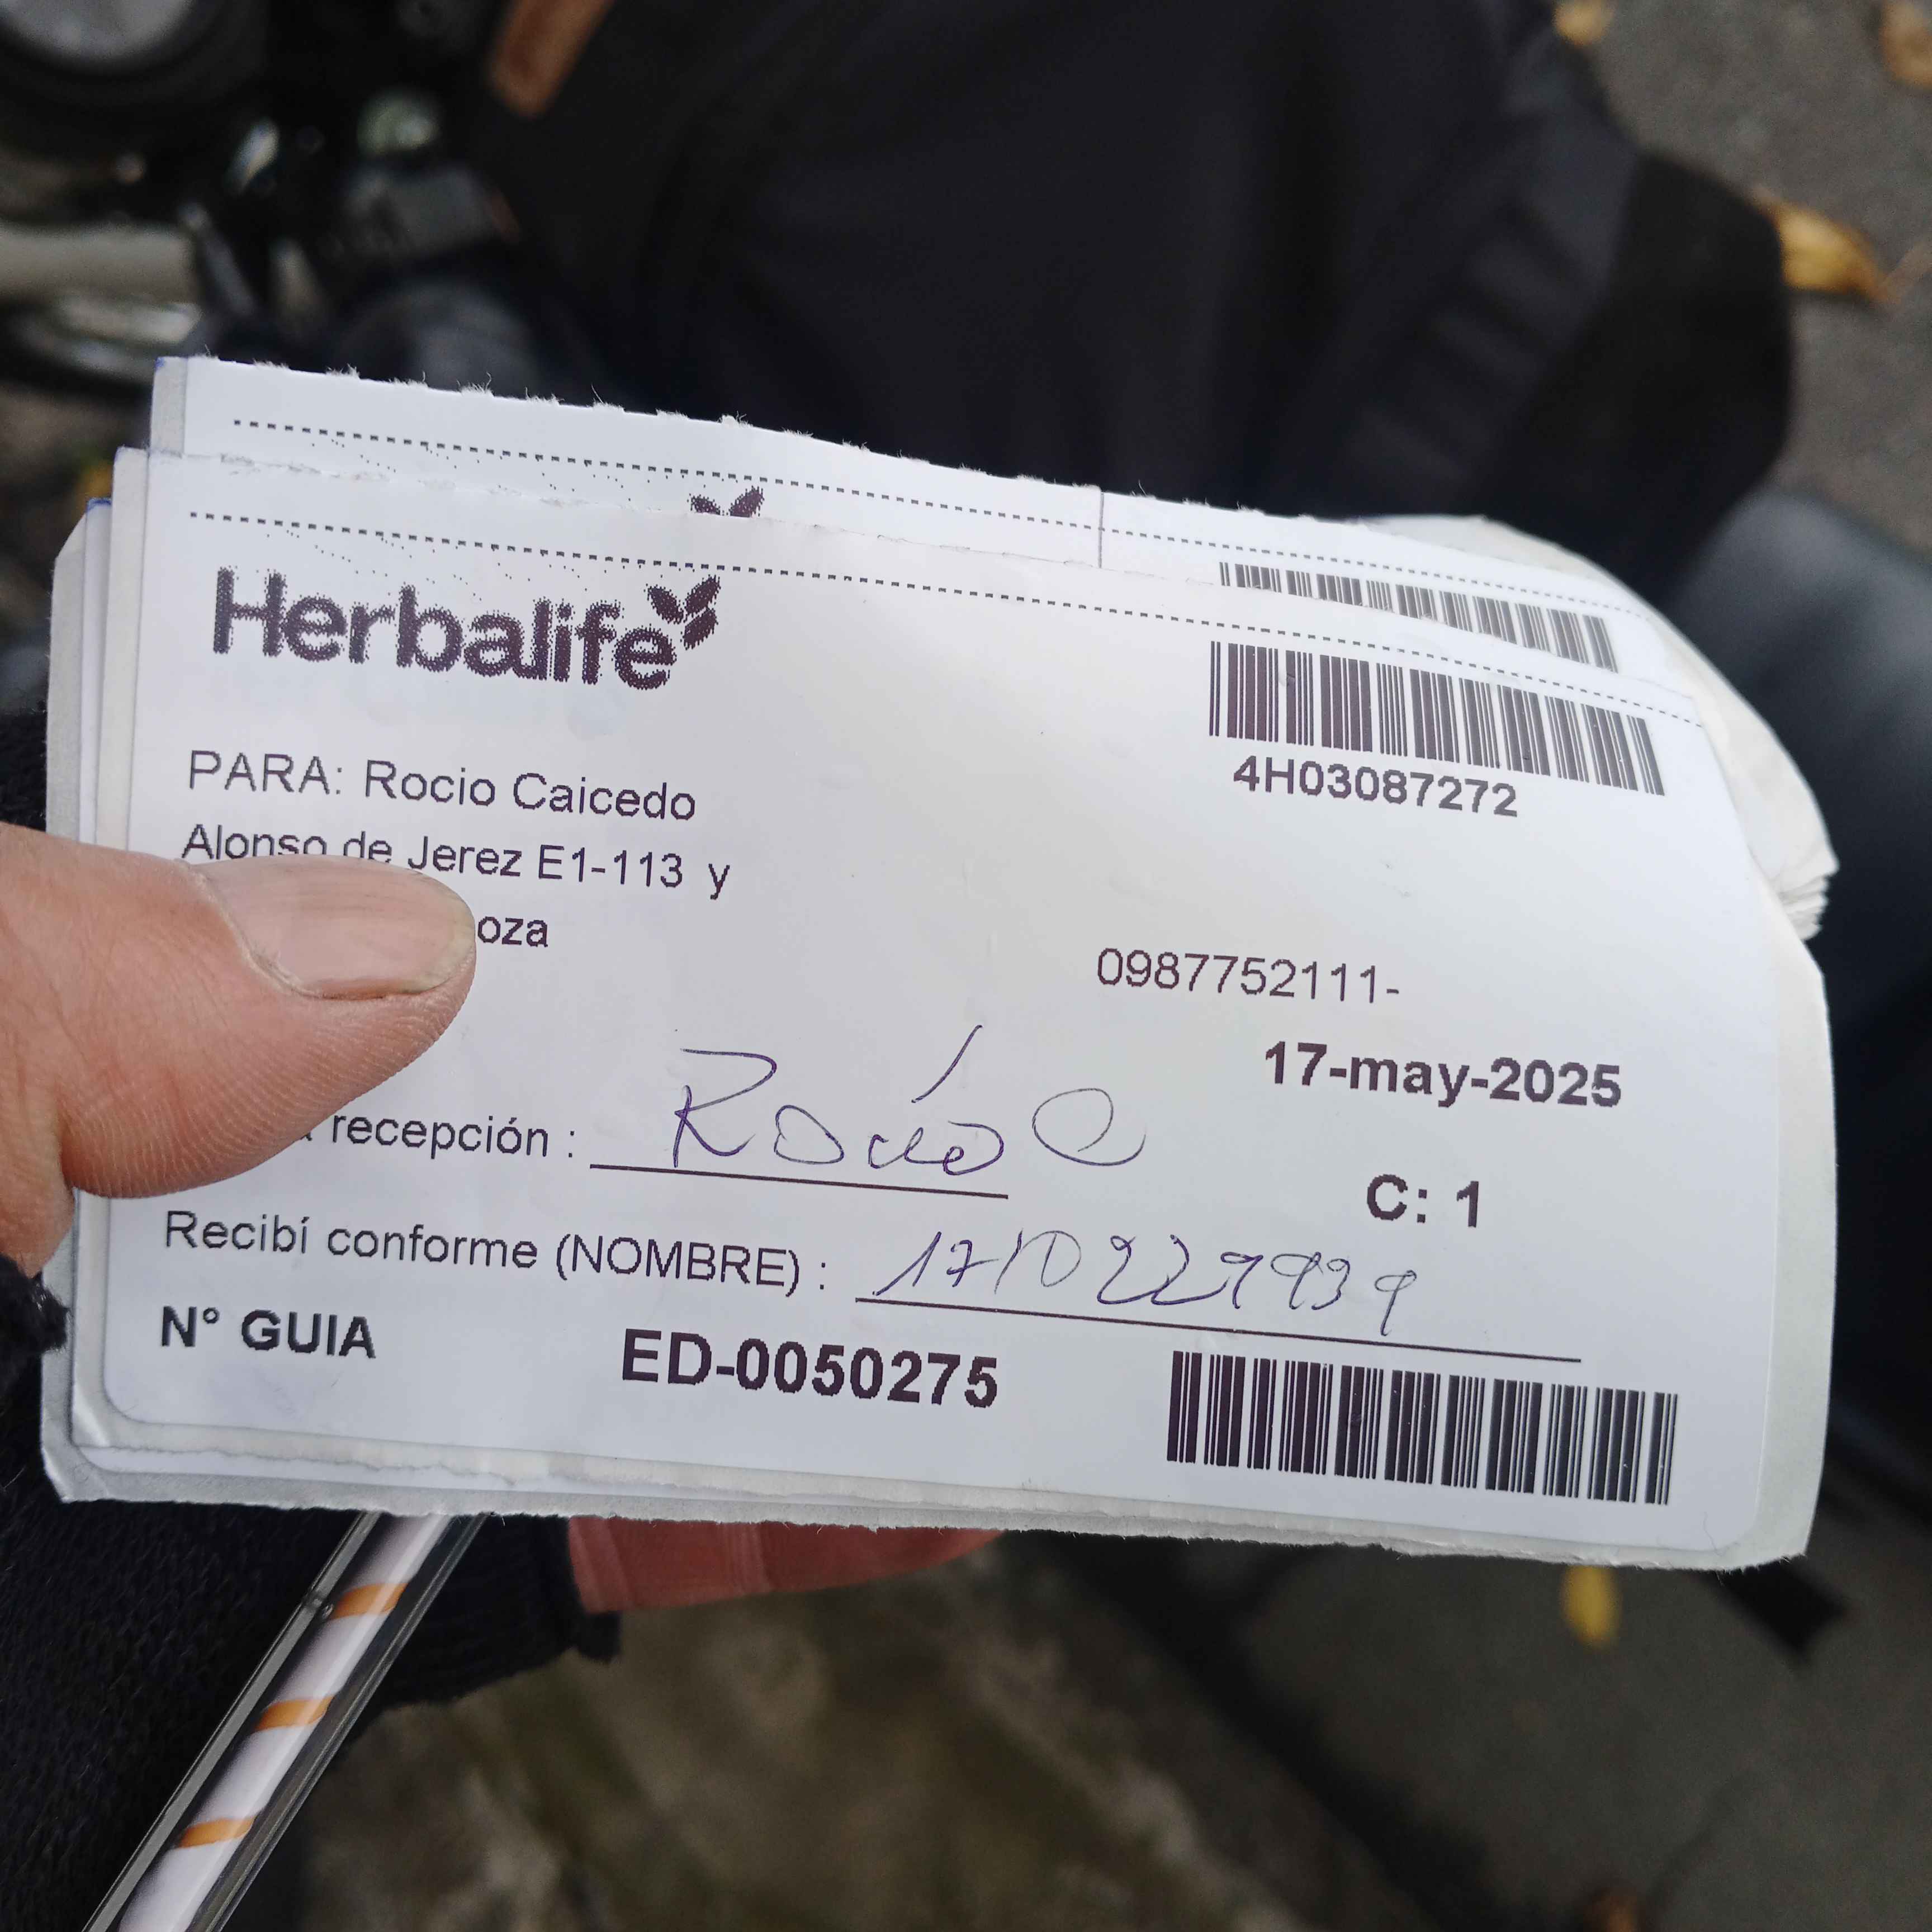 Herbalife
4H03087272
PARA: Rocio Caicedo
Alonso de Jerez E1-113 y
oza
0987752111-
17-may-2025
recepción : Rocío C
C: 1
Recibí conforme (NOMBRE) :
N° GUIA ED-0050275